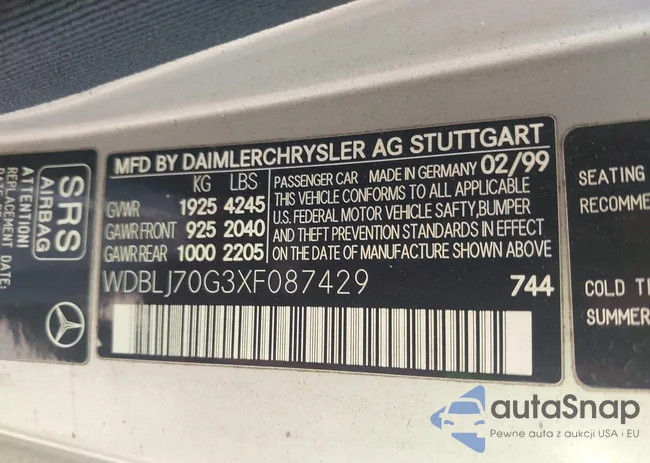 SRS
AIRBAG
ATTENTION!
REPLACEMENT DATE:
MFD BY DAIMLERCHRYSLER AG STUTTGART
KG LBS
GVWR 1925 4245
GAWR FRONT 925 2040
GAWR REAR 1000 2205
PASSENGER CAR MADE IN GERMANY 02/99
THIS VEHICLE CONFORMS TO ALL APPLICABLE
U.S. FEDERAL MOTOR VEHICLE SAFTY, BUMPER
AND THEFT PREVENTION STANDARDS IN EFFECT
ON THE DATE OF MANUFACTURE SHOWN ABOVE
WDBLJ70G3XF087429 744
SEATING
RECOMME
COLD TI
SUMMER
autaSnap
Pewne auta z aukcji USA i EU